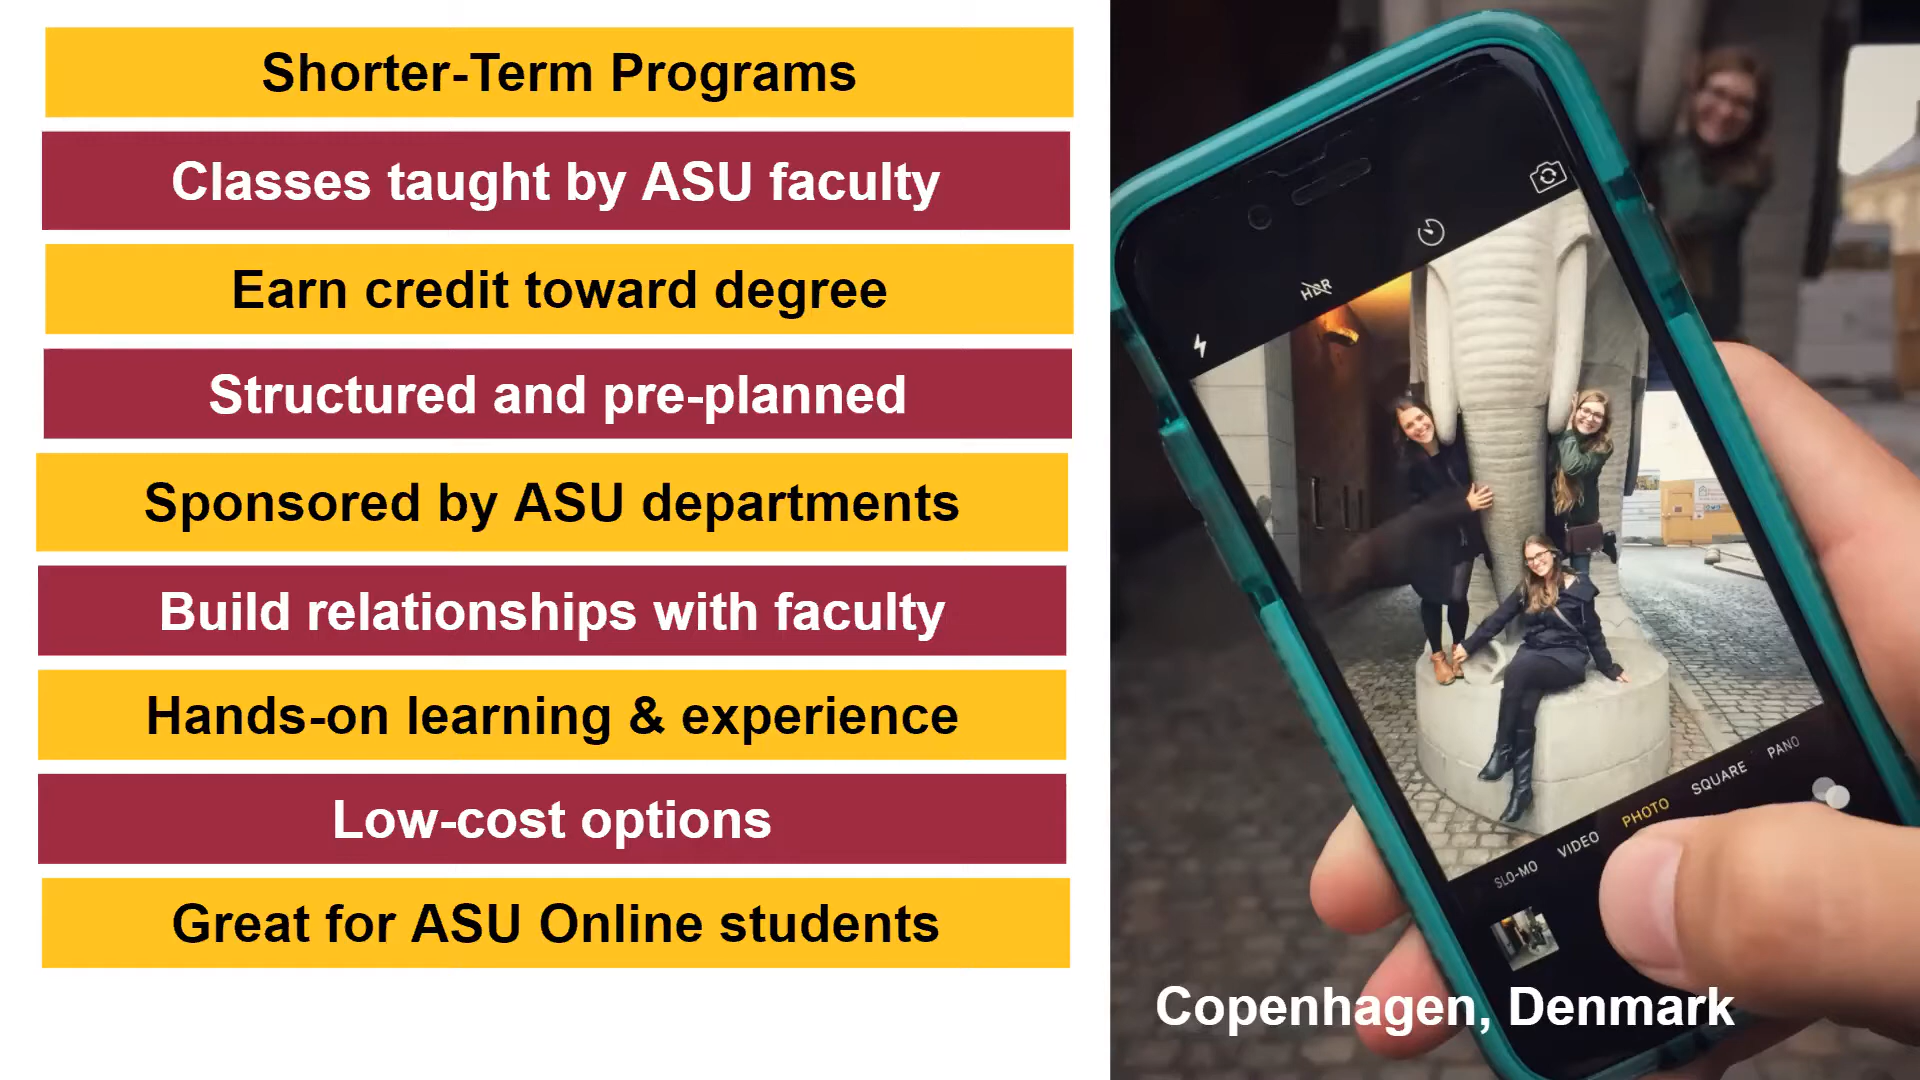 Shorter-Term Programs
Classes taught by ASU faculty
Earn credit toward degree
Structured and pre-planned
Sponsored by ASU departments
Build relationships with faculty
Hands-on learning & experience
Low-cost options
Great for ASU Online students
HDR
SLO-MO VIDEO PHOTO SQUARE PANO
Copenhagen, Denmark